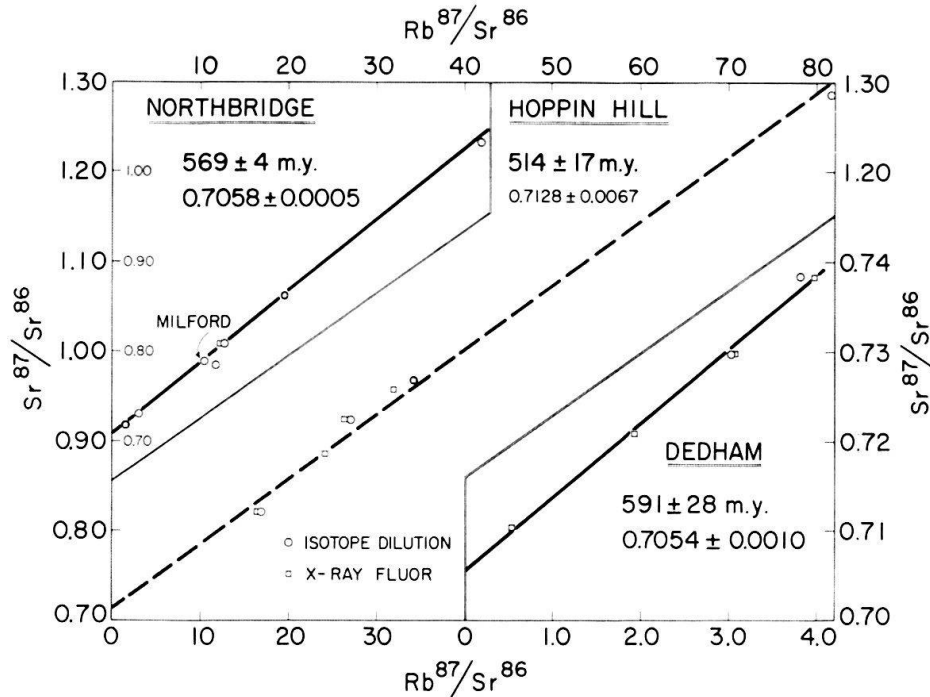 Rb87/Sr86
10 20 30 40 50 60 70 80
1.30 NORTHBRIDGE HOPPIN HILL 1.30
569 ± 4 m.y. 514 ± 17 m.y.
0.7058 ± 0.0005 0.7128 ± 0.0067
1.20 1.00 1.20
1.10 0.90 0.74
MILFORD
1.00 0.80 0.73
0.90 0.70 0.72
DEDHAM
591 ± 28 m.y.
0.7054 ± 0.0010
0.80 0.71
○ ISOTOPE DILUTION
□ X-RAY FLUOR
0.70 0.70
0 10 20 30 0 1.0 2.0 3.0 4.0
Rb87/Sr86
Sr87/Sr86
Sr87/Sr86